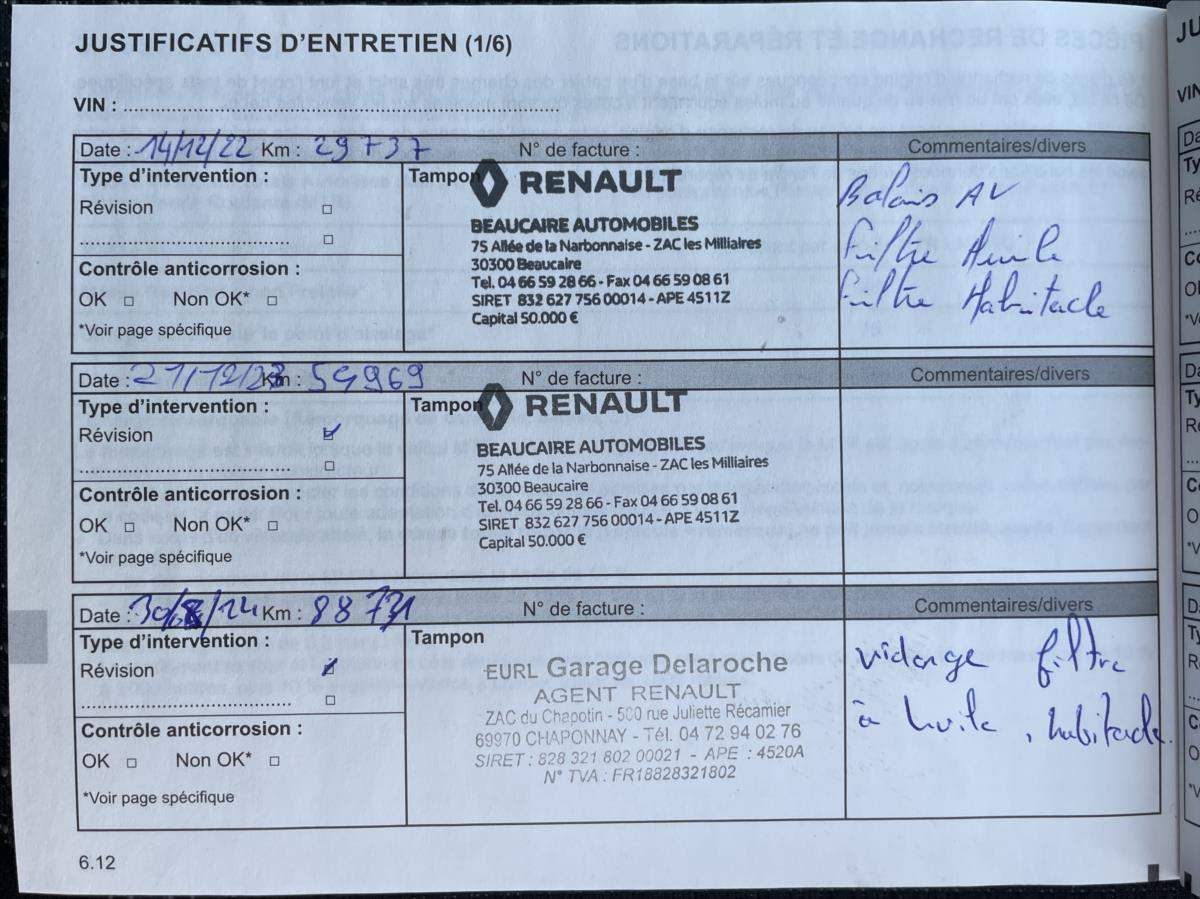 JUSTIFICATIFS D'ENTRETIEN (1/6)
VIN :
Date : 14/12/22 Km : 29737 N° de facture : Commentaires/divers
Type d'intervention :
Révision
Contrôle anticorrosion :
OK Non OK*
*Voir page spécifique
Tampon
RENAULT
BEAUCAIRE AUTOMOBILES
75 Allée de la Narbonnaise - ZAC les Milliaires
30300 Beaucaire
Tel. 04 66 59 28 66 - Fax 04 66 59 08 61
SIRET 832 627 756 00014 - APE 4511Z
Capital 50.000 €
Balais AV
Filtre Huile
Filtre Habitacle
Date : 21/12/23 Km : 59969 N° de facture : Commentaires/divers
Type d'intervention :
Révision
Contrôle anticorrosion :
OK Non OK*
*Voir page spécifique
Tampon
RENAULT
BEAUCAIRE AUTOMOBILES
75 Allée de la Narbonnaise - ZAC les Milliaires
30300 Beaucaire
Tel. 04 66 59 28 66 - Fax 04 66 59 08 61
SIRET 832 627 756 00014 - APE 4511Z
Capital 50.000 €
Date : 30/8/24 Km : 88731 N° de facture : Commentaires/divers
Type d'intervention :
Révision
Contrôle anticorrosion :
OK Non OK*
*Voir page spécifique
Tampon
EURL Garage Delaroche
AGENT RENAULT
ZAC du Chapotin - 500 rue Juliette Récamier
69970 CHAPONNAY - Tél. 04 72 94 02 76
SIRET : 828 321 802 00021 - APE : 4520A
N° TVA : FR18828321802
vidange filtre
à huile, habitacle
6.12